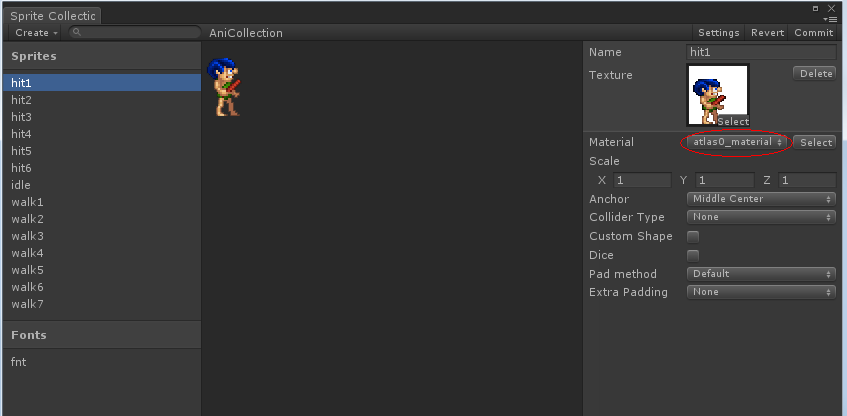 Sprite Collectic
Create AniCollection Settings Revert Commit
Sprites
hit1
hit2
hit3
hit4
hit5
hit6
idle
walk1
walk2
walk3
walk4
walk5
walk6
walk7
Fonts
fnt
Name hit1
Texture Delete
Select
Material atlas0_material Select
Scale
X 1 Y 1 Z 1
Anchor Middle Center
Collider Type None
Custom Shape
Dice
Pad method Default
Extra Padding None